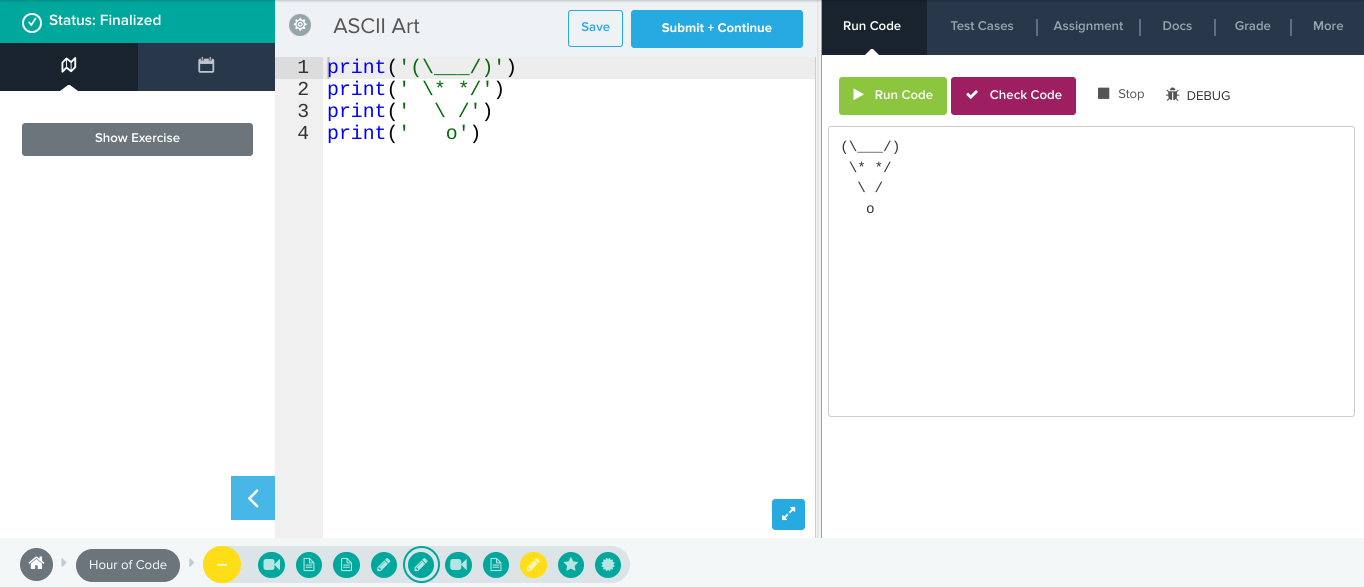 Status: Finalized
Show Exercise
ASCII Art
Save
Submit + Continue
1 print('(\___/)')
2 print(' \* */')
3 print('  \ /')
4 print('   o')
Run Code
Test Cases
Assignment
Docs
Grade
More
Run Code
Check Code
Stop
DEBUG
(\___/)
 \* */
  \ /
   o
Hour of Code